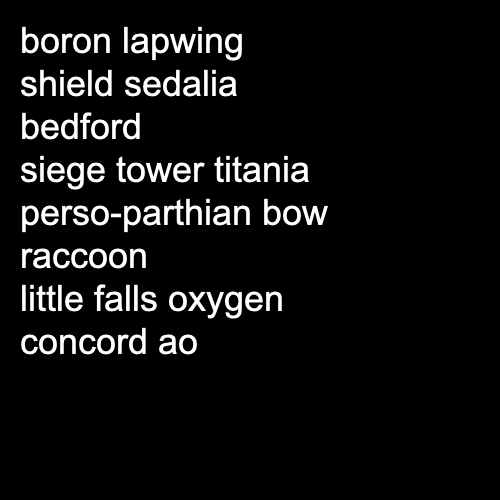 boron lapwing
shield sedalia
bedford
siege tower titania
perso-parthian bow
raccoon
little falls oxygen
concord ao